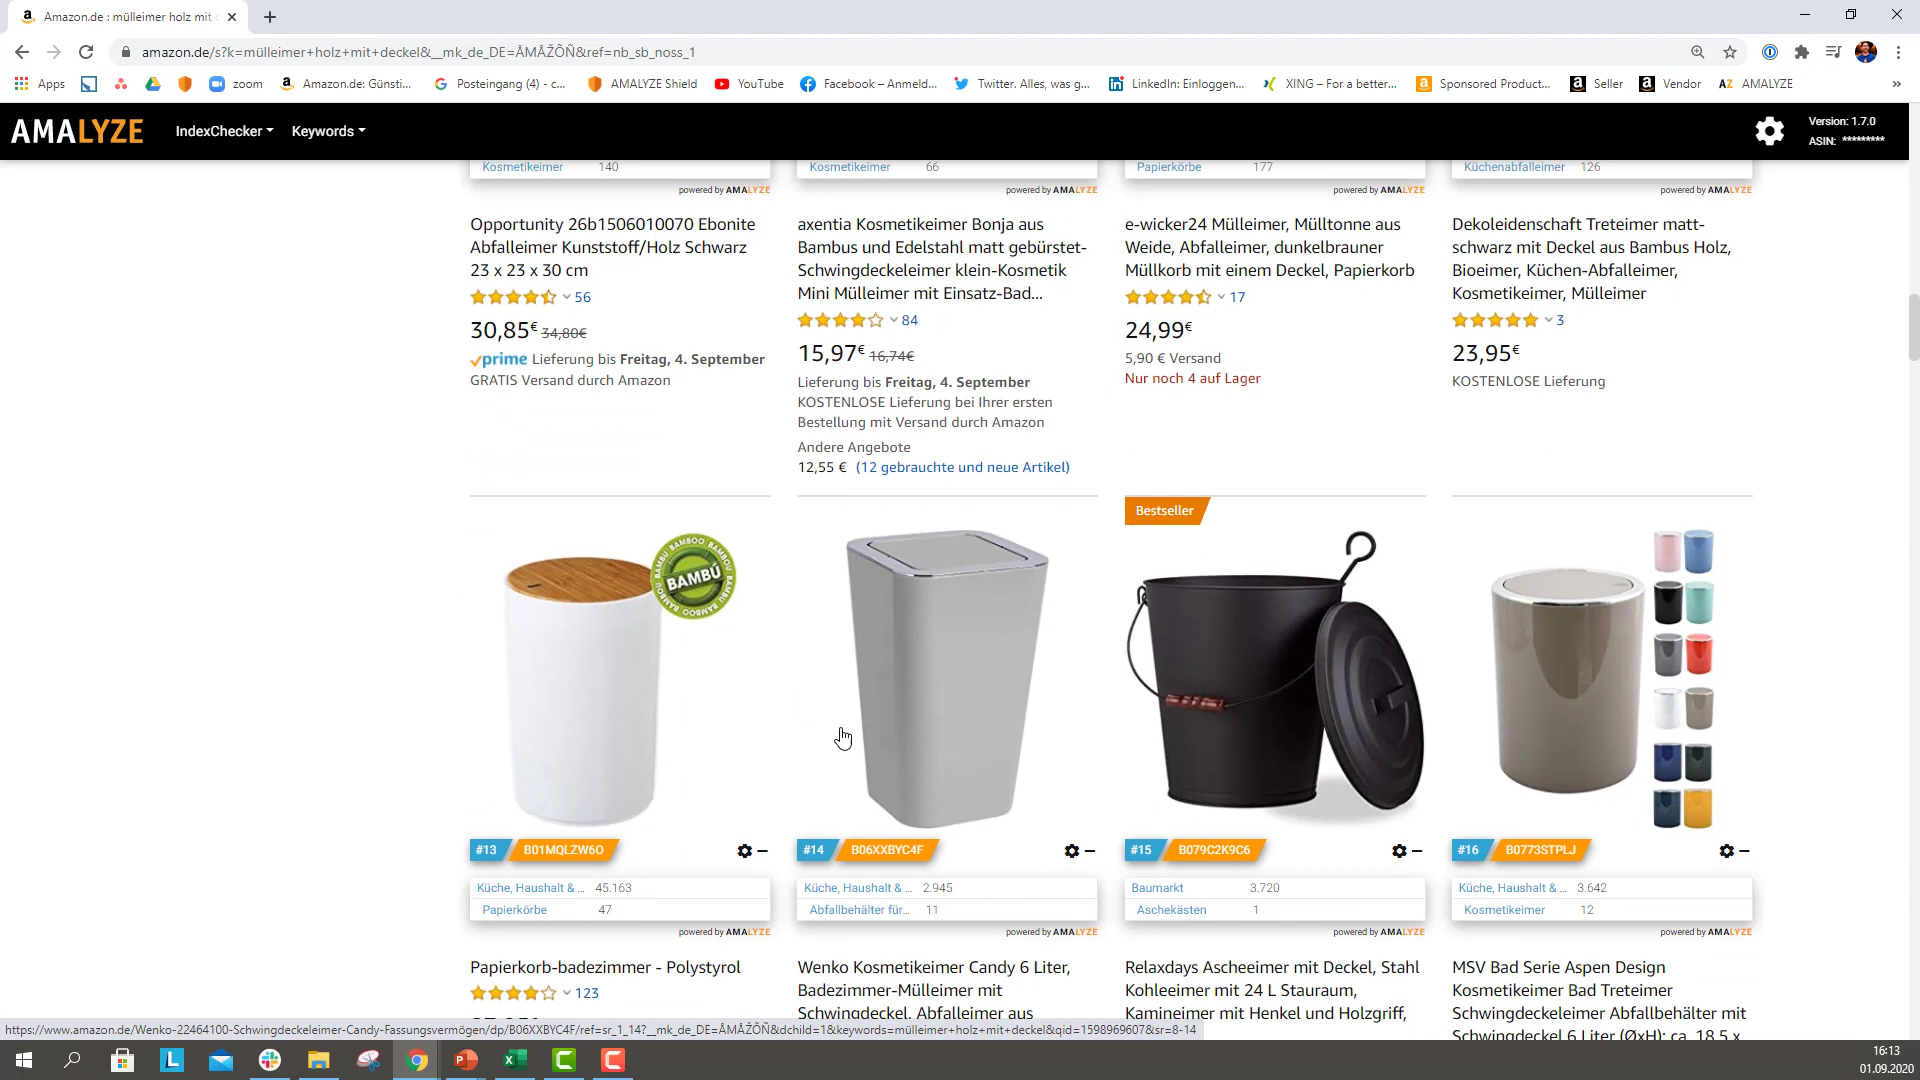 Amazon.de : mülleimer holz mit
amazon.de/s?k=mülleimer+holz+mit+deckel&__mk_de_DE=ÅMÅŽÕÑ&ref=nb_sb_noss_1
Apps zoom Amazon.de: Günsti... Posteingang (4) - c... AMALYZE Shield YouTube Facebook – Anmeld... Twitter. Alles, was g... LinkedIn: Einloggen... XING – For a better... Sponsored Product... Seller Vendor AMALYZE »
AMALYZE IndexChecker Keywords
Version: 1.7.0
ASIN: *********
Kosmetikeimer 140
powered by AMALYZE
Opportunity 26b1506010070 Ebonite
Abfalleimer Kunststoff/Holz Schwarz
23 x 23 x 30 cm
56
30,85€ 34,80€
prime Lieferung bis Freitag, 4. September
GRATIS Versand durch Amazon
Kosmetikeimer 66
powered by AMALYZE
axentia Kosmetikeimer Bonja aus
Bambus und Edelstahl matt gebürstet-
Schwingdeckeleimer klein-Kosmetik
Mini Mülleimer mit Einsatz-Bad...
84
15,97€ 16,74€
Lieferung bis Freitag, 4. September
KOSTENLOSE Lieferung bei Ihrer ersten
Bestellung mit Versand durch Amazon
Andere Angebote
12,55 € (12 gebrauchte und neue Artikel)
Papierkörbe 177
powered by AMALYZE
e-wicker24 Mülleimer, Mülltonne aus
Weide, Abfalleimer, dunkelbrauner
Müllkorb mit einem Deckel, Papierkorb
17
24,99€
5,90 € Versand
Nur noch 4 auf Lager
Küchenabfalleimer 126
powered by AMALYZE
Dekoleidenschaft Treteimer matt-
schwarz mit Deckel aus Bambus Holz,
Bioeimer, Küchen-Abfalleimer,
Kosmetikeimer, Mülleimer
3
23,95€
KOSTENLOSE Lieferung
BAMBÚ
#13 B01MQLZW6O
Küche, Haushalt & ... 45.163
Papierkörbe 47
powered by AMALYZE
Papierkorb-badezimmer - Polystyrol
123
#14 B06XXBYC4F
Küche, Haushalt & ... 2.945
Abfallbehälter für... 11
powered by AMALYZE
Wenko Kosmetikeimer Candy 6 Liter,
Badezimmer-Mülleimer mit
Schwingdeckel, Abfalleimer aus
Bestseller
#15 B079C2K9C6
Baumarkt 3.720
Aschekästen 1
powered by AMALYZE
Relaxdays Ascheeimer mit Deckel, Stahl
Kohleeimer mit 24 L Stauraum,
Kamineimer mit Henkel und Holzgriff,
#16 B0773STPLJ
Küche, Haushalt & ... 3.642
Kosmetikeimer 12
powered by AMALYZE
MSV Bad Serie Aspen Design
Kosmetikeimer Bad Treteimer
Schwingdeckeleimer Abfallbehälter mit
Schwingdeckel 6 Liter (ØxH): ca. 18,5 x
https://www.amazon.de/Wenko-22464100-Schwingdeckeleimer-Candy-Fassungsvermögen/dp/B06XXBYC4F/ref=sr_1_14?__mk_de_DE=ÅMÅŽÕÑ&dchild=1&keywords=mülleimer+holz+mit+deckel&qid=1598969607&sr=8-14
16:13
01.09.2020